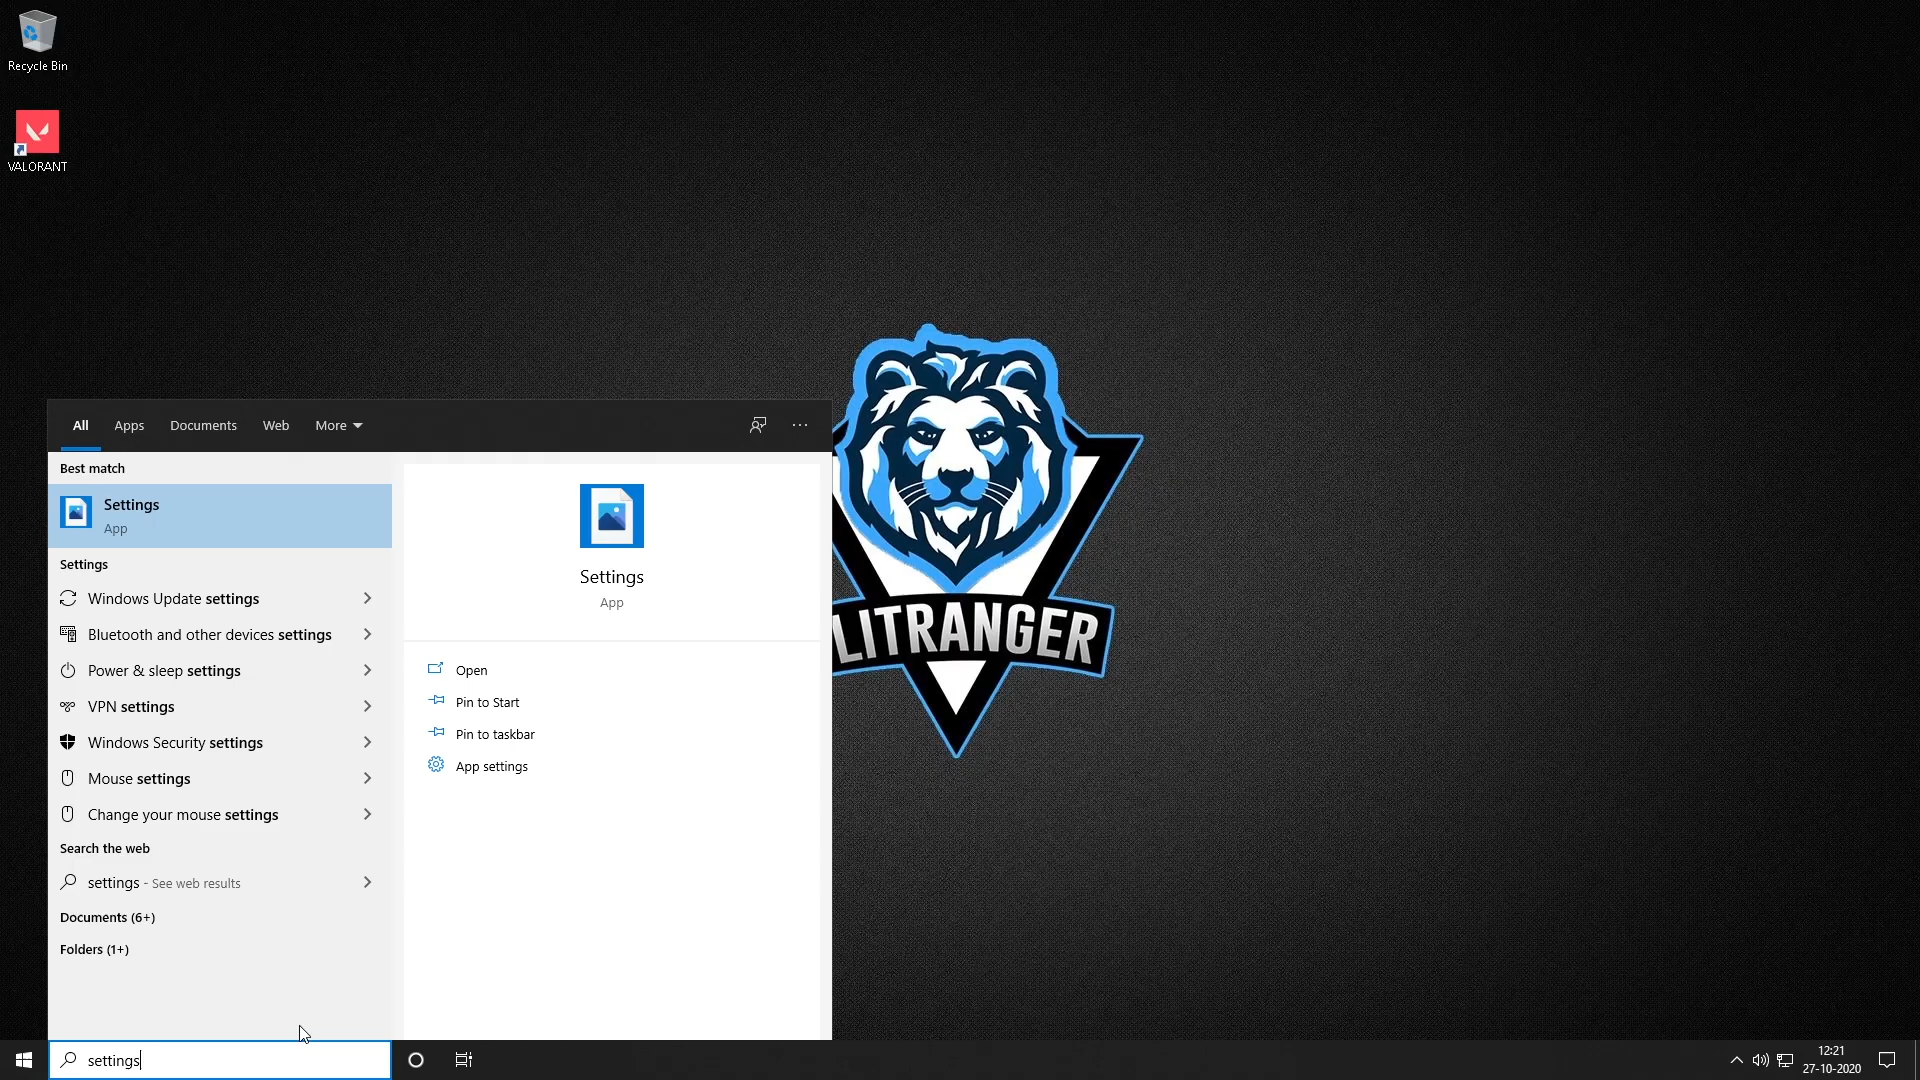 Recycle Bin
VALORANT
All Apps Documents Web More
Best match
Settings
App
Settings
Windows Update settings
Bluetooth and other devices settings
Power & sleep settings
VPN settings
Windows Security settings
Mouse settings
Change your mouse settings
Search the web
settings - See web results
Documents (6+)
Folders (1+)
Settings
App
Open
Pin to Start
Pin to taskbar
App settings
LITRANGER
settings
12:21
27-10-2020